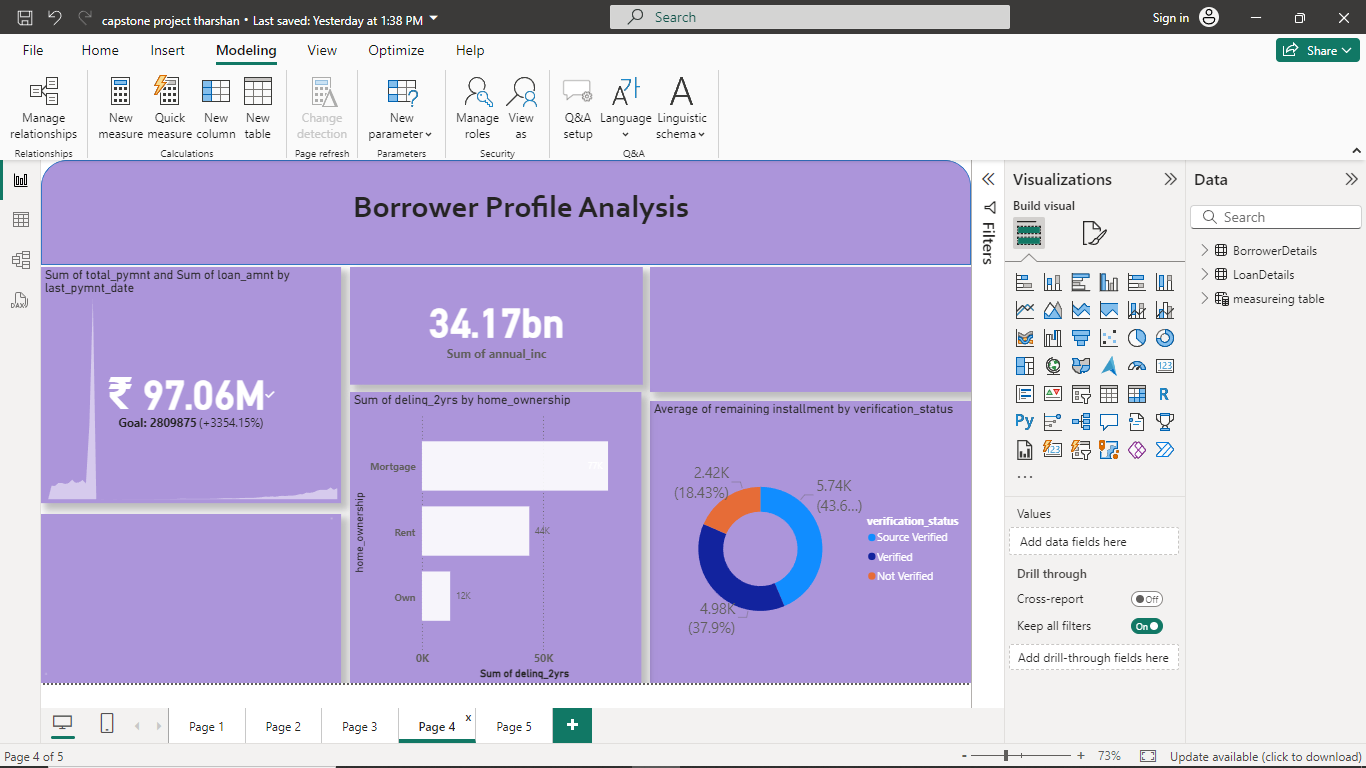 capstone project tharshan • Last saved: Yesterday at 1:38 PM
Search
Sign in
File Home Insert Modeling View Optimize Help
Share
Manage relationships
New measure
Quick measure
New column
New table
Change detection
New parameter
Manage roles
View as
Q&A setup
Language
Linguistic schema
Relationships
Calculations
Page refresh
Parameters
Security
Q&A
DAX
Borrower Profile Analysis
Sum of total_pymnt and Sum of loan_amnt by
last_pymnt_date
₹ 97.06M
Goal: 2809875 (+3354.15%)
34.17bn
Sum of annual_inc
Sum of delinq_2yrs by home_ownership
home_ownership
Mortgage
Rent
44K
Own
12K
0K 50K
Sum of delinq_2yrs
Average of remaining installment by verification_status
2.42K
(18.43%)
5.74K
(43.6...)
4.98K
(37.9%)
verification_status
Source Verified
Verified
Not Verified
Filters
Visualizations
Build visual
123
R
Py
123
...
Values
Add data fields here
Drill through
Cross-report
Off
Keep all filters
On
Add drill-through fields here
Data
Search
BorrowerDetails
LoanDetails
measureing table
Page 1 Page 2 Page 3 Page 4 x Page 5 +
Page 4 of 5
- + 73%
Update available (click to download)